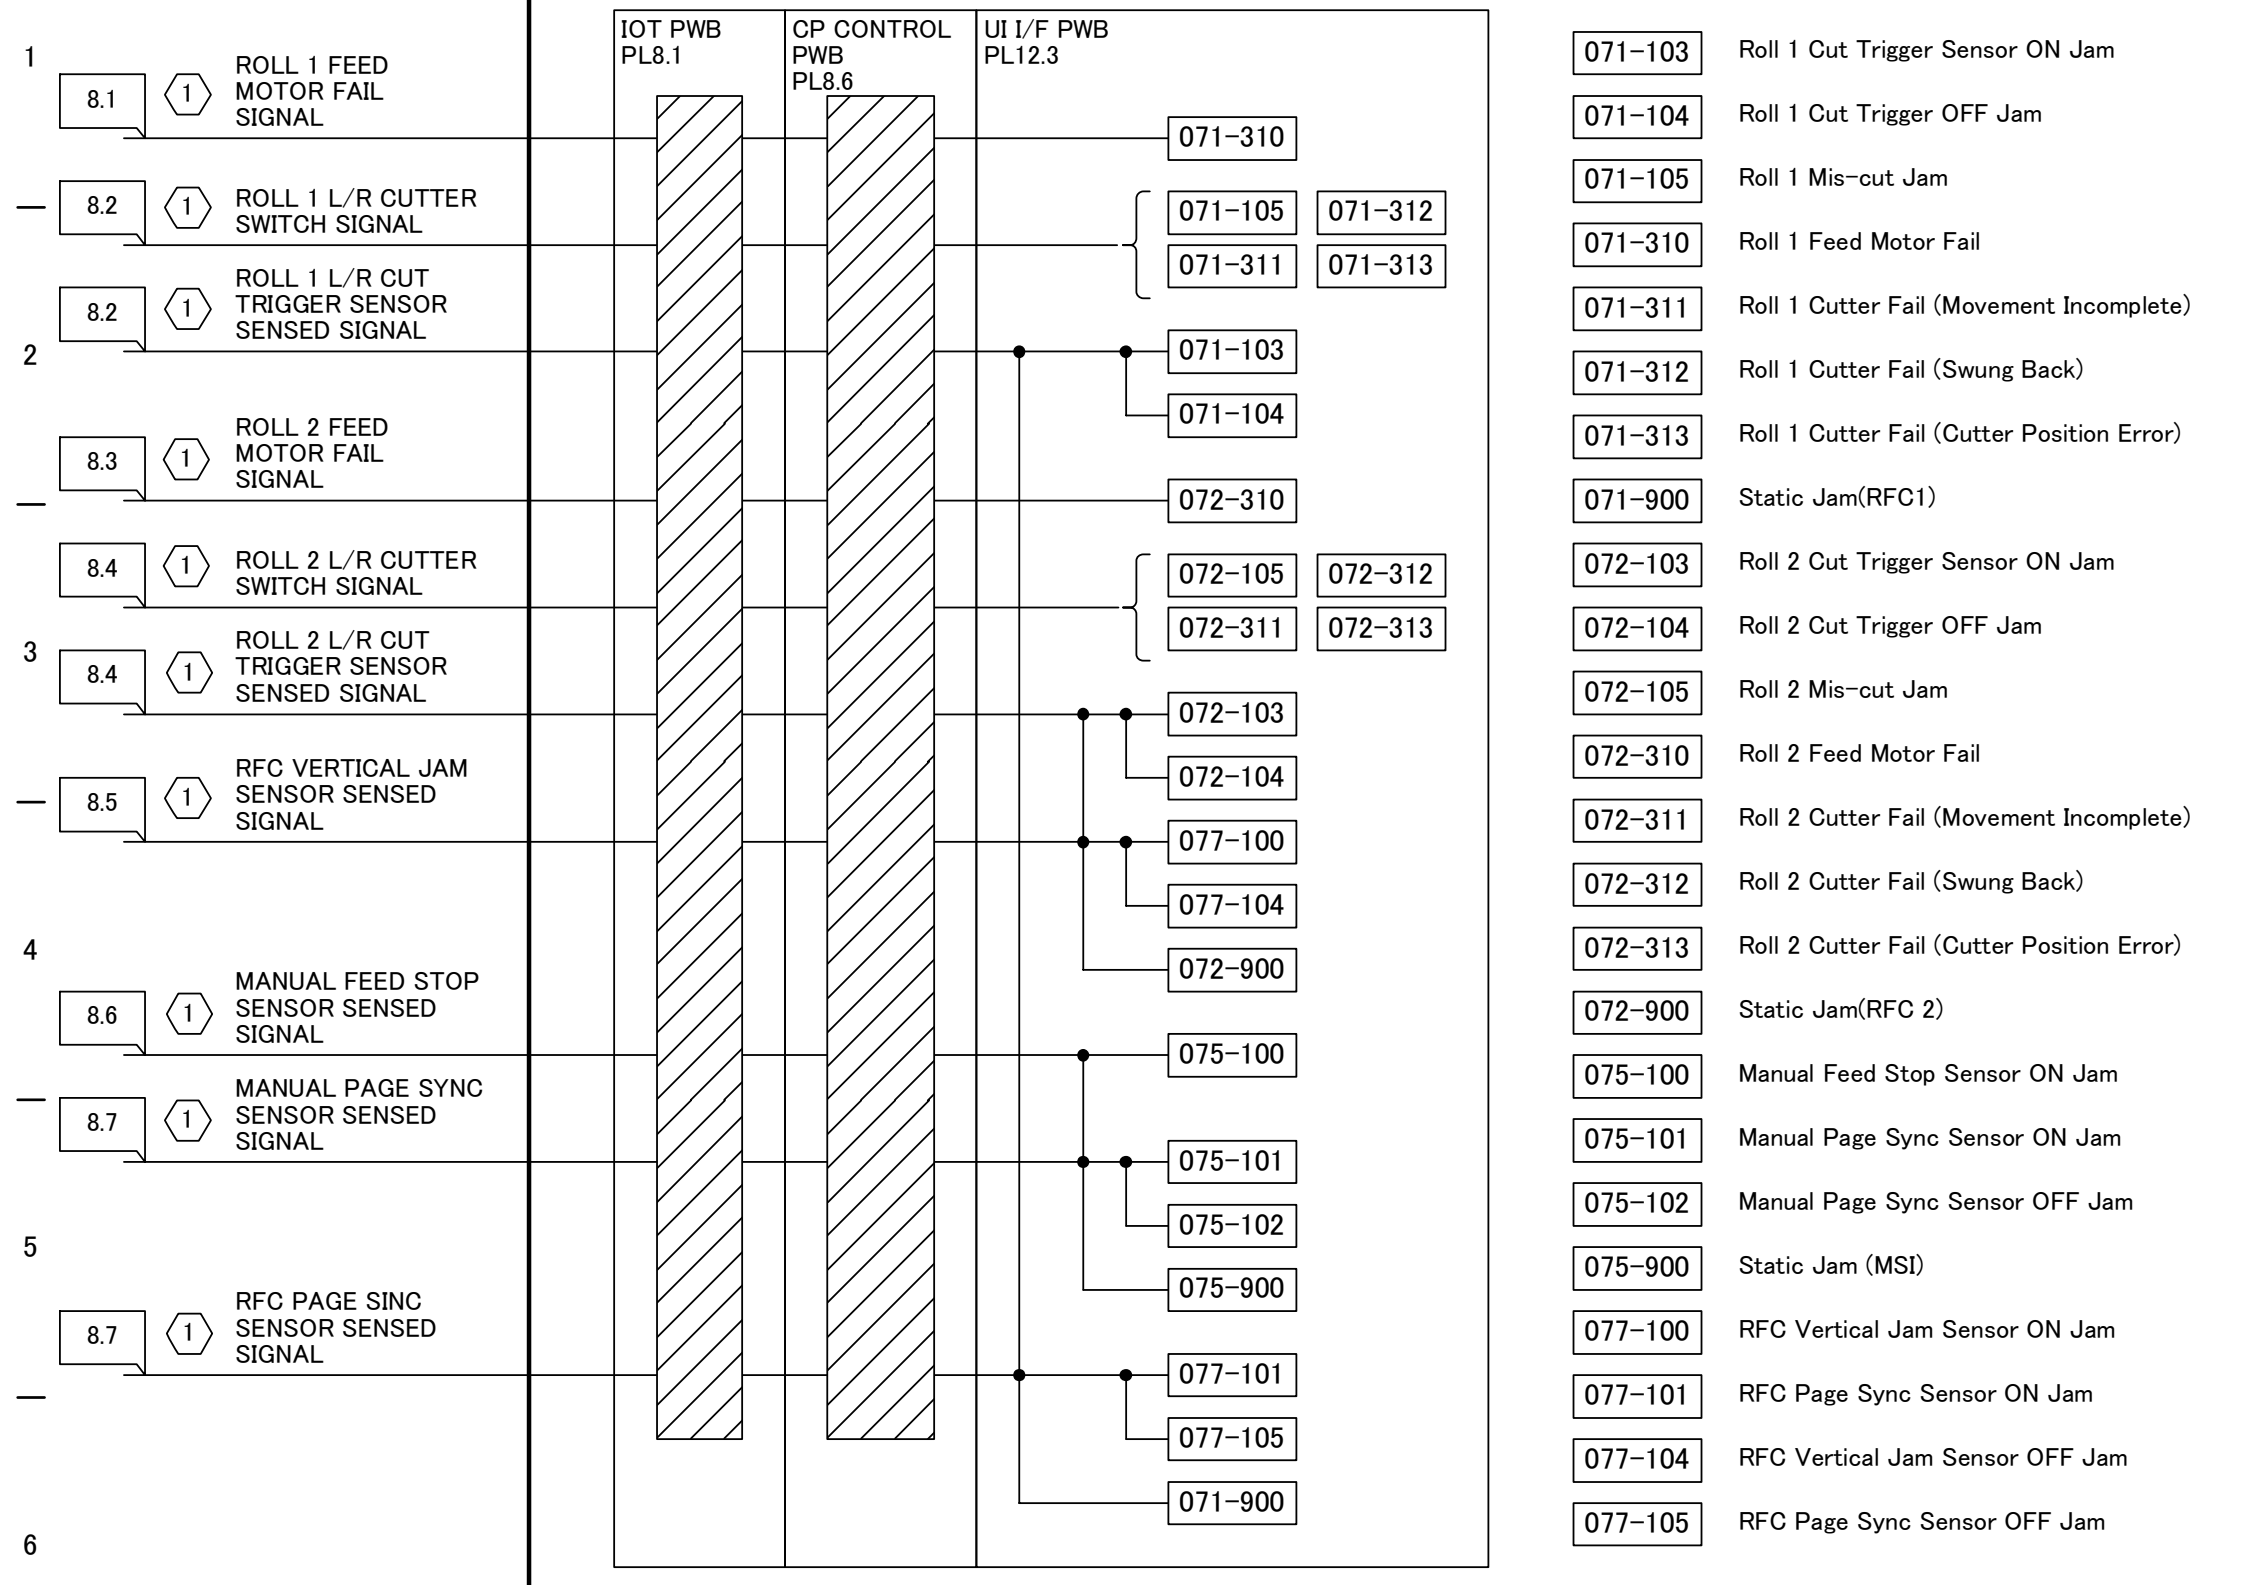 1
8.1
1
ROLL 1 FEED
MOTOR FAIL
SIGNAL
8.2
1
ROLL 1 L/R CUTTER
SWITCH SIGNAL
8.2
1
ROLL 1 L/R CUT
TRIGGER SENSOR
SENSED SIGNAL
2
8.3
1
ROLL 2 FEED
MOTOR FAIL
SIGNAL
8.4
1
ROLL 2 L/R CUTTER
SWITCH SIGNAL
3
8.4
1
ROLL 2 L/R CUT
TRIGGER SENSOR
SENSED SIGNAL
8.5
1
RFC VERTICAL JAM
SENSOR SENSED
SIGNAL
4
8.6
1
MANUAL FEED STOP
SENSOR SENSED
SIGNAL
8.7
1
MANUAL PAGE SYNC
SENSOR SENSED
SIGNAL
5
8.7
1
RFC PAGE SINC
SENSOR SENSED
SIGNAL
6
IOT PWB
PL8.1
CP CONTROL
PWB
PL8.6
UI I/F PWB
PL12.3
071-310
071-105 071-312
071-311 071-313
071-103
071-104
072-310
072-105 072-312
072-311 072-313
072-103
072-104
077-100
077-104
072-900
075-100
075-101
075-102
075-900
077-101
077-105
071-900
071-103 Roll 1 Cut Trigger Sensor ON Jam
071-104 Roll 1 Cut Trigger OFF Jam
071-105 Roll 1 Mis-cut Jam
071-310 Roll 1 Feed Motor Fail
071-311 Roll 1 Cutter Fail (Movement Incomplete)
071-312 Roll 1 Cutter Fail (Swung Back)
071-313 Roll 1 Cutter Fail (Cutter Position Error)
071-900 Static Jam(RFC1)
072-103 Roll 2 Cut Trigger Sensor ON Jam
072-104 Roll 2 Cut Trigger OFF Jam
072-105 Roll 2 Mis-cut Jam
072-310 Roll 2 Feed Motor Fail
072-311 Roll 2 Cutter Fail (Movement Incomplete)
072-312 Roll 2 Cutter Fail (Swung Back)
072-313 Roll 2 Cutter Fail (Cutter Position Error)
072-900 Static Jam(RFC 2)
075-100 Manual Feed Stop Sensor ON Jam
075-101 Manual Page Sync Sensor ON Jam
075-102 Manual Page Sync Sensor OFF Jam
075-900 Static Jam (MSI)
077-100 RFC Vertical Jam Sensor ON Jam
077-101 RFC Page Sync Sensor ON Jam
077-104 RFC Vertical Jam Sensor OFF Jam
077-105 RFC Page Sync Sensor OFF Jam